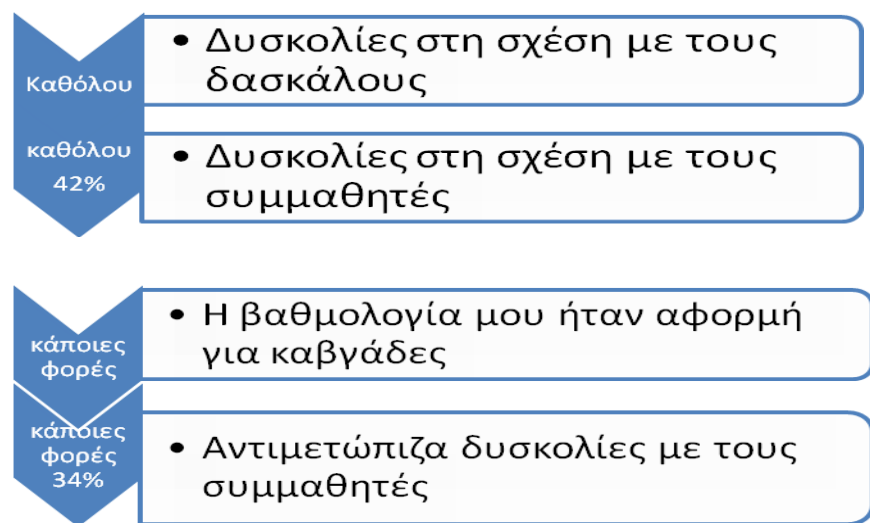 Καθόλου
• Δυσκολίες στη σχέση με τους
δασκάλους
καθόλου
42%
• Δυσκολίες στη σχέση με τους
συμμαθητές
κάποιες
φορές
• Η βαθμολογία μου ήταν αφορμή
για καβγάδες
κάποιες
φορές
34%
• Αντιμετώπιζα δυσκολίες με τους
συμμαθητές